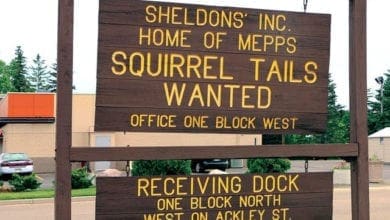 SHELDONS' INC.
HOME OF MEPPS
SQUIRREL TAILS
WANTED
OFFICE ONE BLOCK WEST
RECEIVING DOCK
ONE BLOCK NORTH
WEST ON ACKLEY ST.